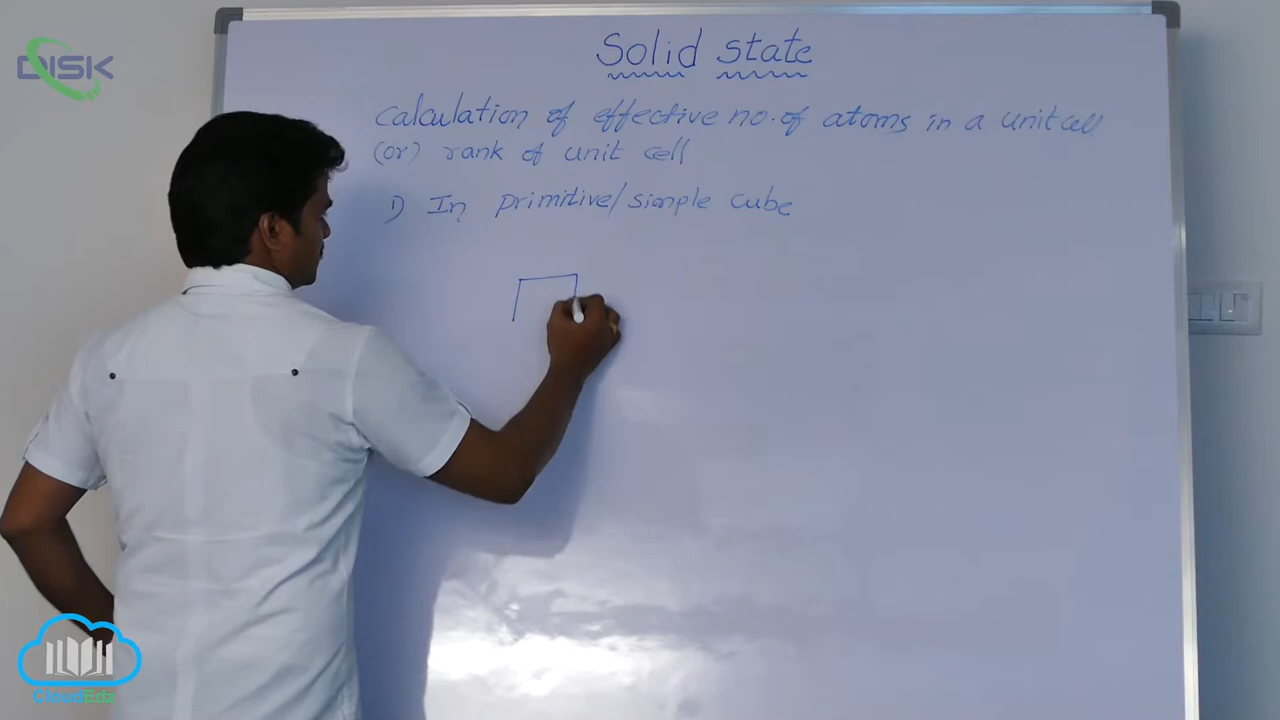 DISK
Solid state
Calculation of effective no. of atoms in a unit cell
(or) rank of unit cell
1) In primitive/simple cube
CloudEdz